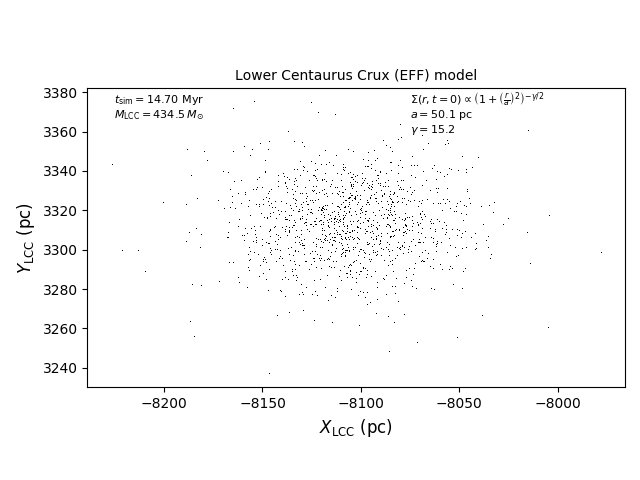 Lower Centaurus Crux (EFF) model
t_sim = 14.70 Myr
M_LCC = 434.5 M_⊙
Σ(r, t = 0) ∝ (1 + (r/a)²)^(−γ/2)
a = 50.1 pc
γ = 15.2
3380
3360
3340
3320
3300
3280
3260
3240
Y_LCC (pc)
−8200 −8150 −8100 −8050 −8000
X_LCC (pc)